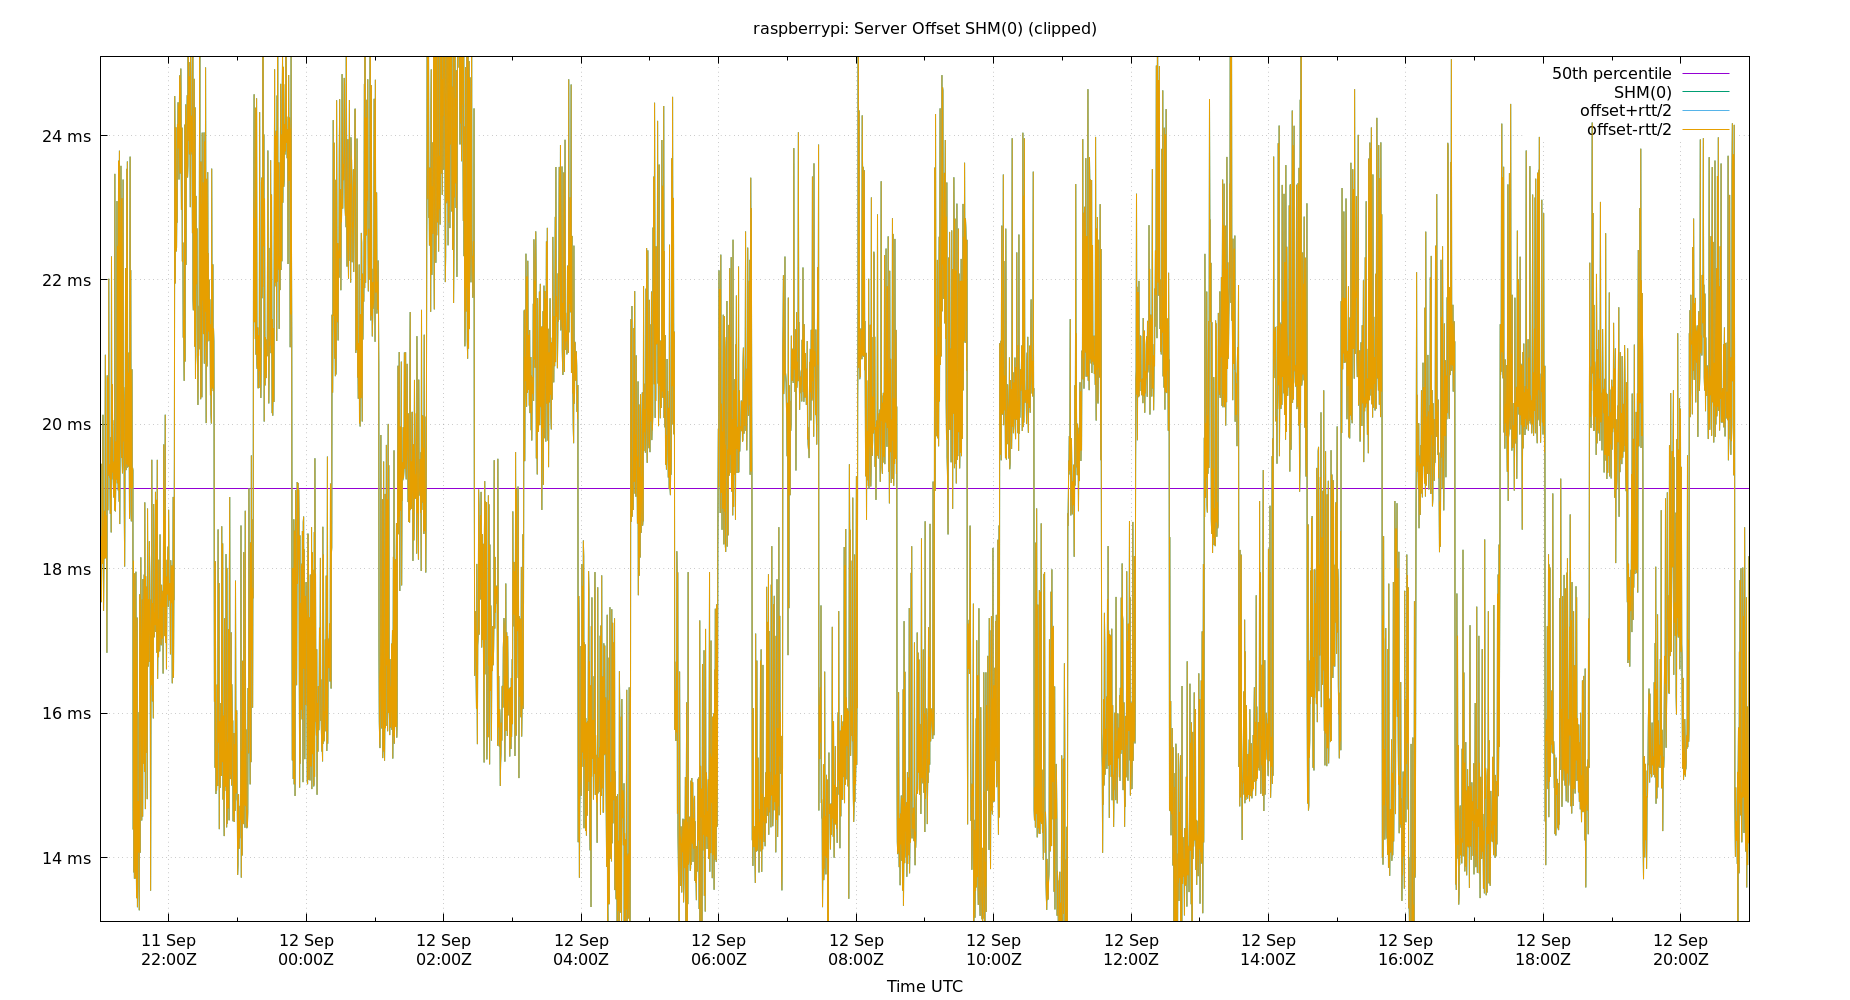 raspberrypi: Server Offset SHM(0) (clipped)
50th percentile
SHM(0)
offset+rtt/2
offset-rtt/2
24 ms
22 ms
20 ms
18 ms
16 ms
14 ms
11 Sep 12 Sep 12 Sep 12 Sep 12 Sep 12 Sep 12 Sep 12 Sep 12 Sep 12 Sep 12 Sep 12 Sep
22:00Z 00:00Z 02:00Z 04:00Z 06:00Z 08:00Z 10:00Z 12:00Z 14:00Z 16:00Z 18:00Z 20:00Z
Time UTC